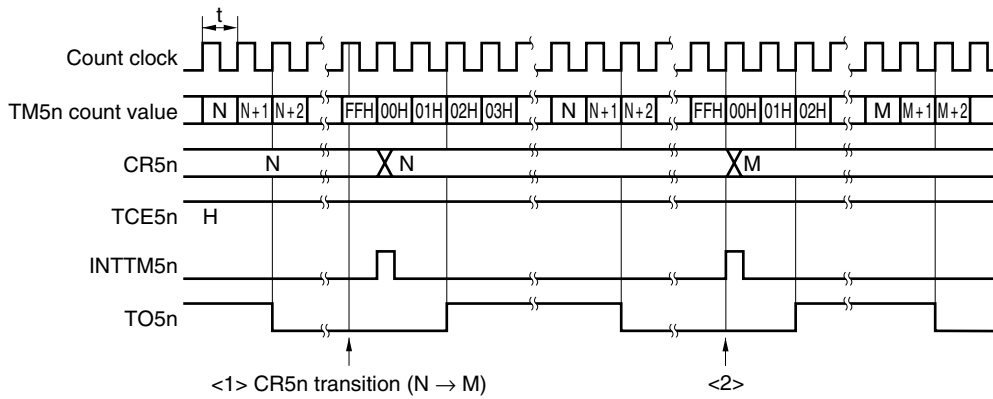 t
Count clock
TM5n count value N N+1 N+2 FFH 00H 01H 02H 03H N N+1 N+2 FFH 00H 01H 02H M M+1 M+2
CR5n N N M
TCE5n H
INTTM5n
TO5n
<1> CR5n transition (N → M) <2>